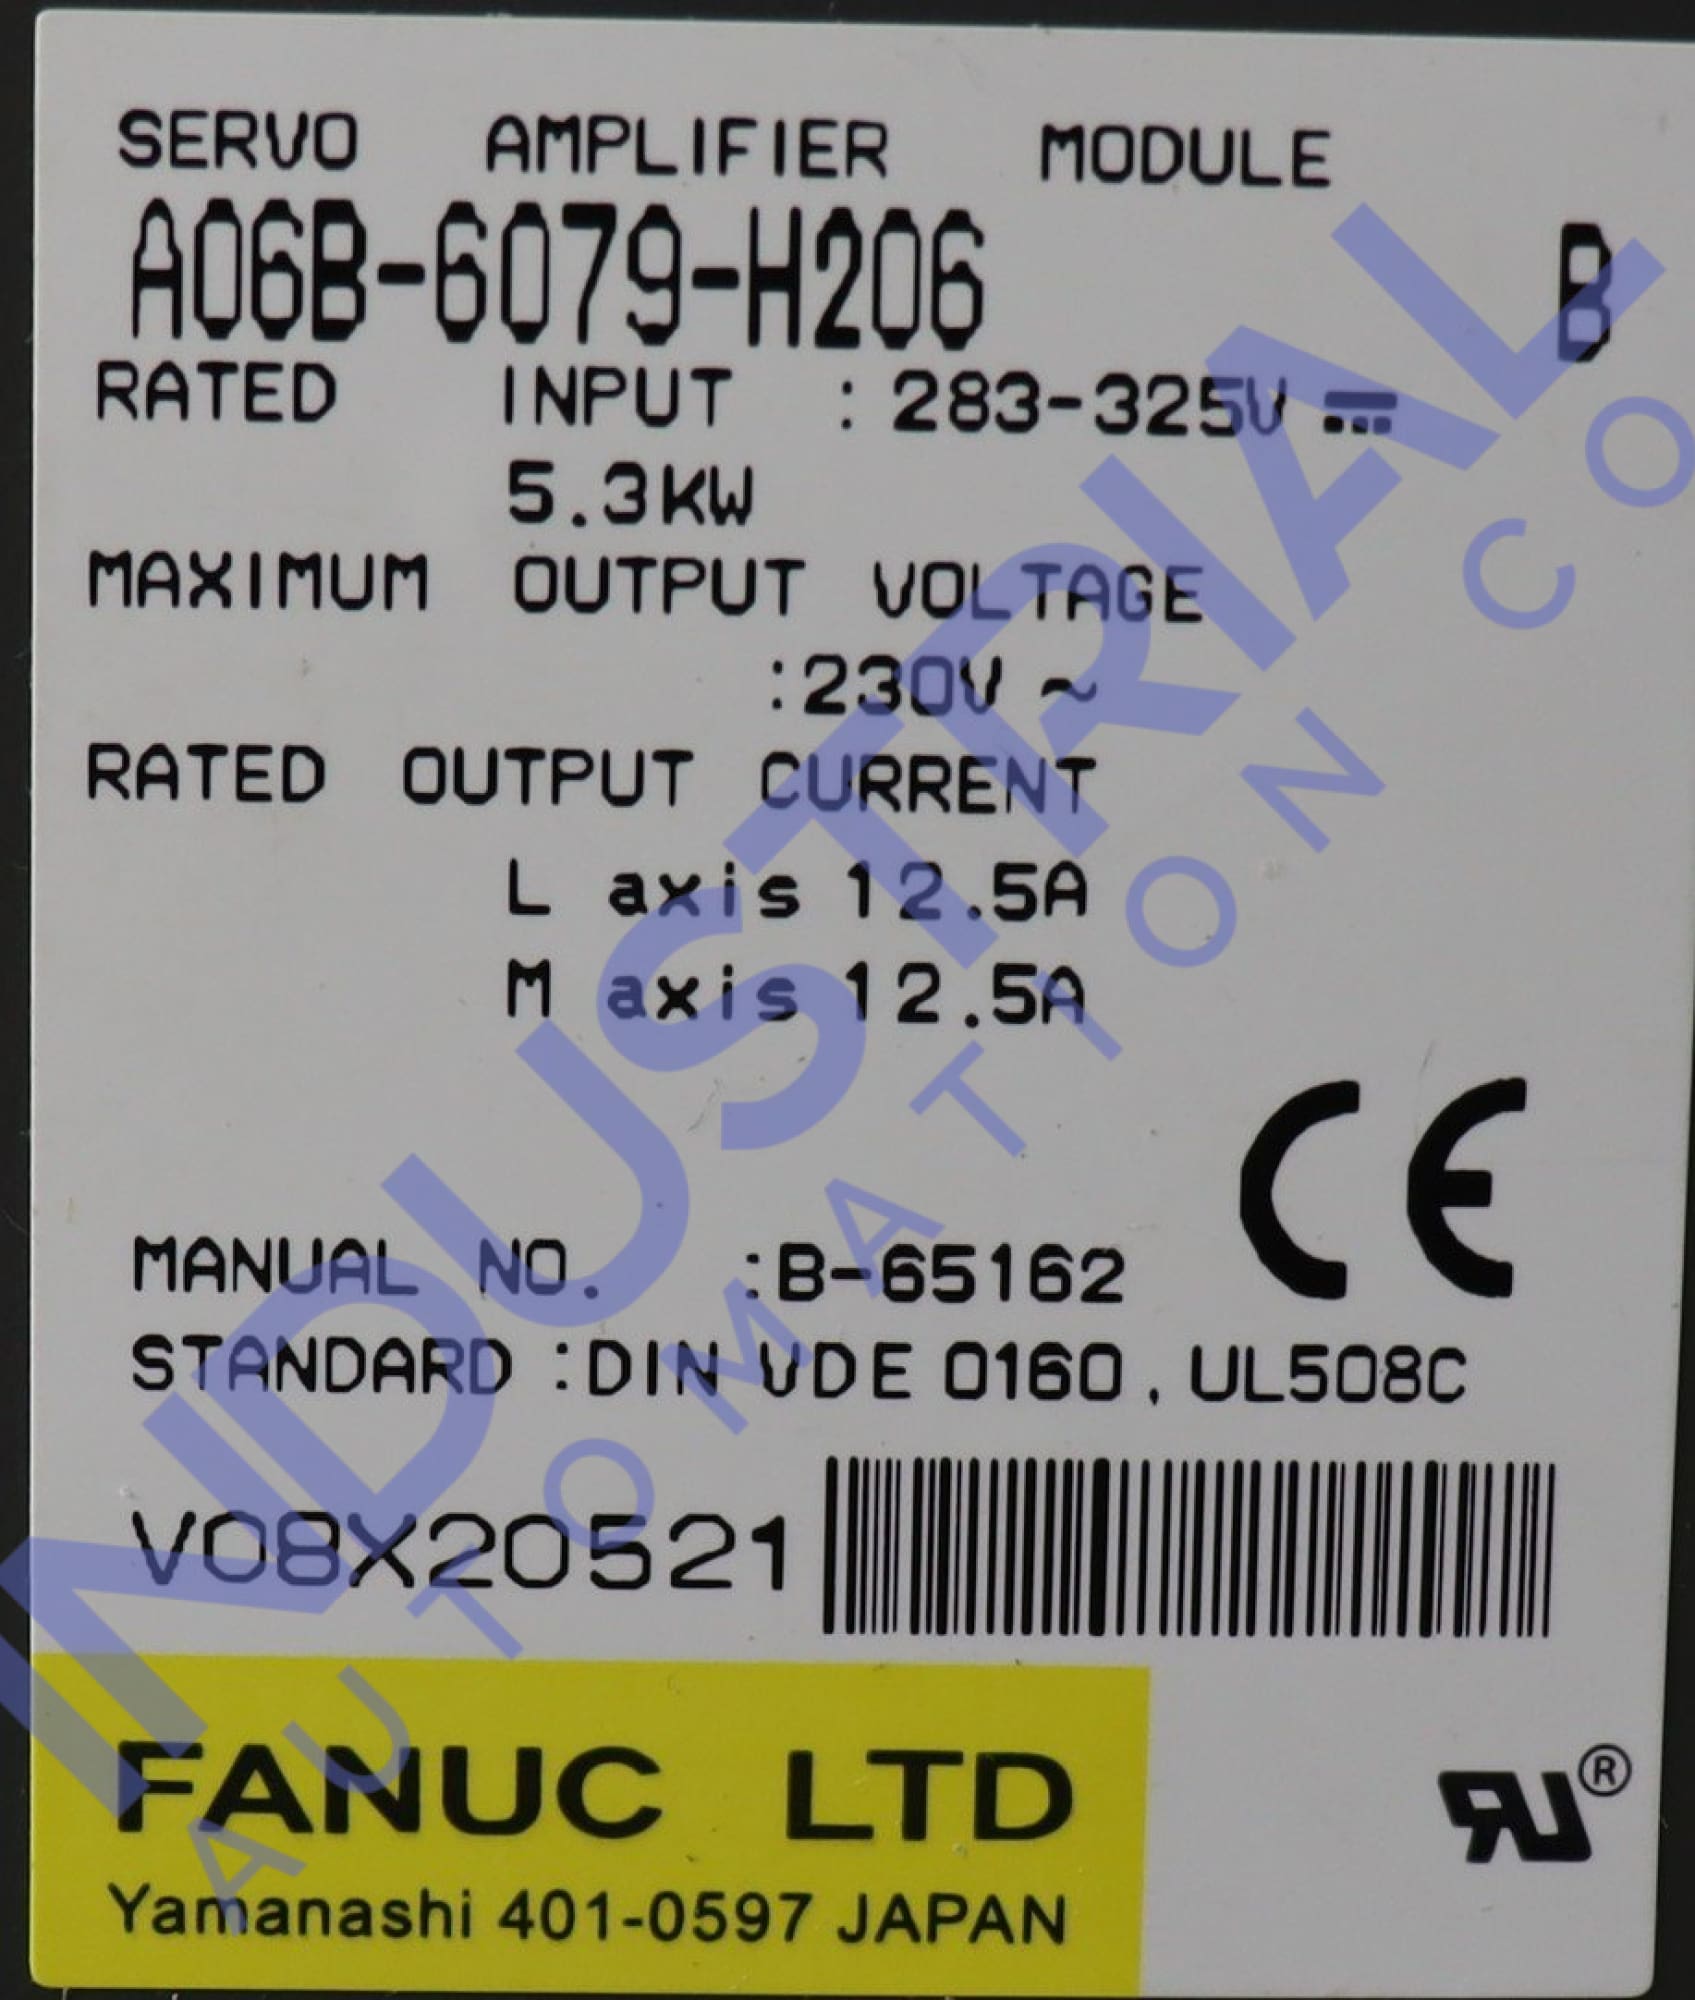 SERVO AMPLIFIER MODULE
A06B-6079-H206 B
RATED INPUT : 283-325V ⎓
5.3KW
MAXIMUM OUTPUT VOLTAGE
:230V ~
RATED OUTPUT CURRENT
L axis 12.5A
M axis 12.5A
CE
MANUAL NO. :B-65162
STANDARD :DIN VDE 0160, UL508C
V08X20521
FANUC LTD
Yamanashi 401-0597 JAPAN
RU®
INDUSTRIAL
AUTOMATION CO